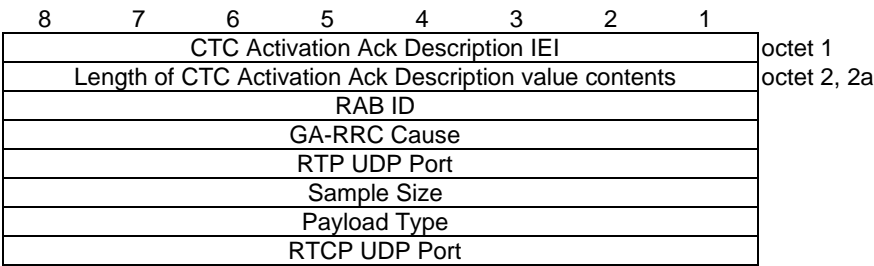 8 7 6 5 4 3 2 1
CTC Activation Ack Description IEI octet 1
Length of CTC Activation Ack Description value contents octet 2, 2a
RAB ID
GA-RRC Cause
RTP UDP Port
Sample Size
Payload Type
RTCP UDP Port